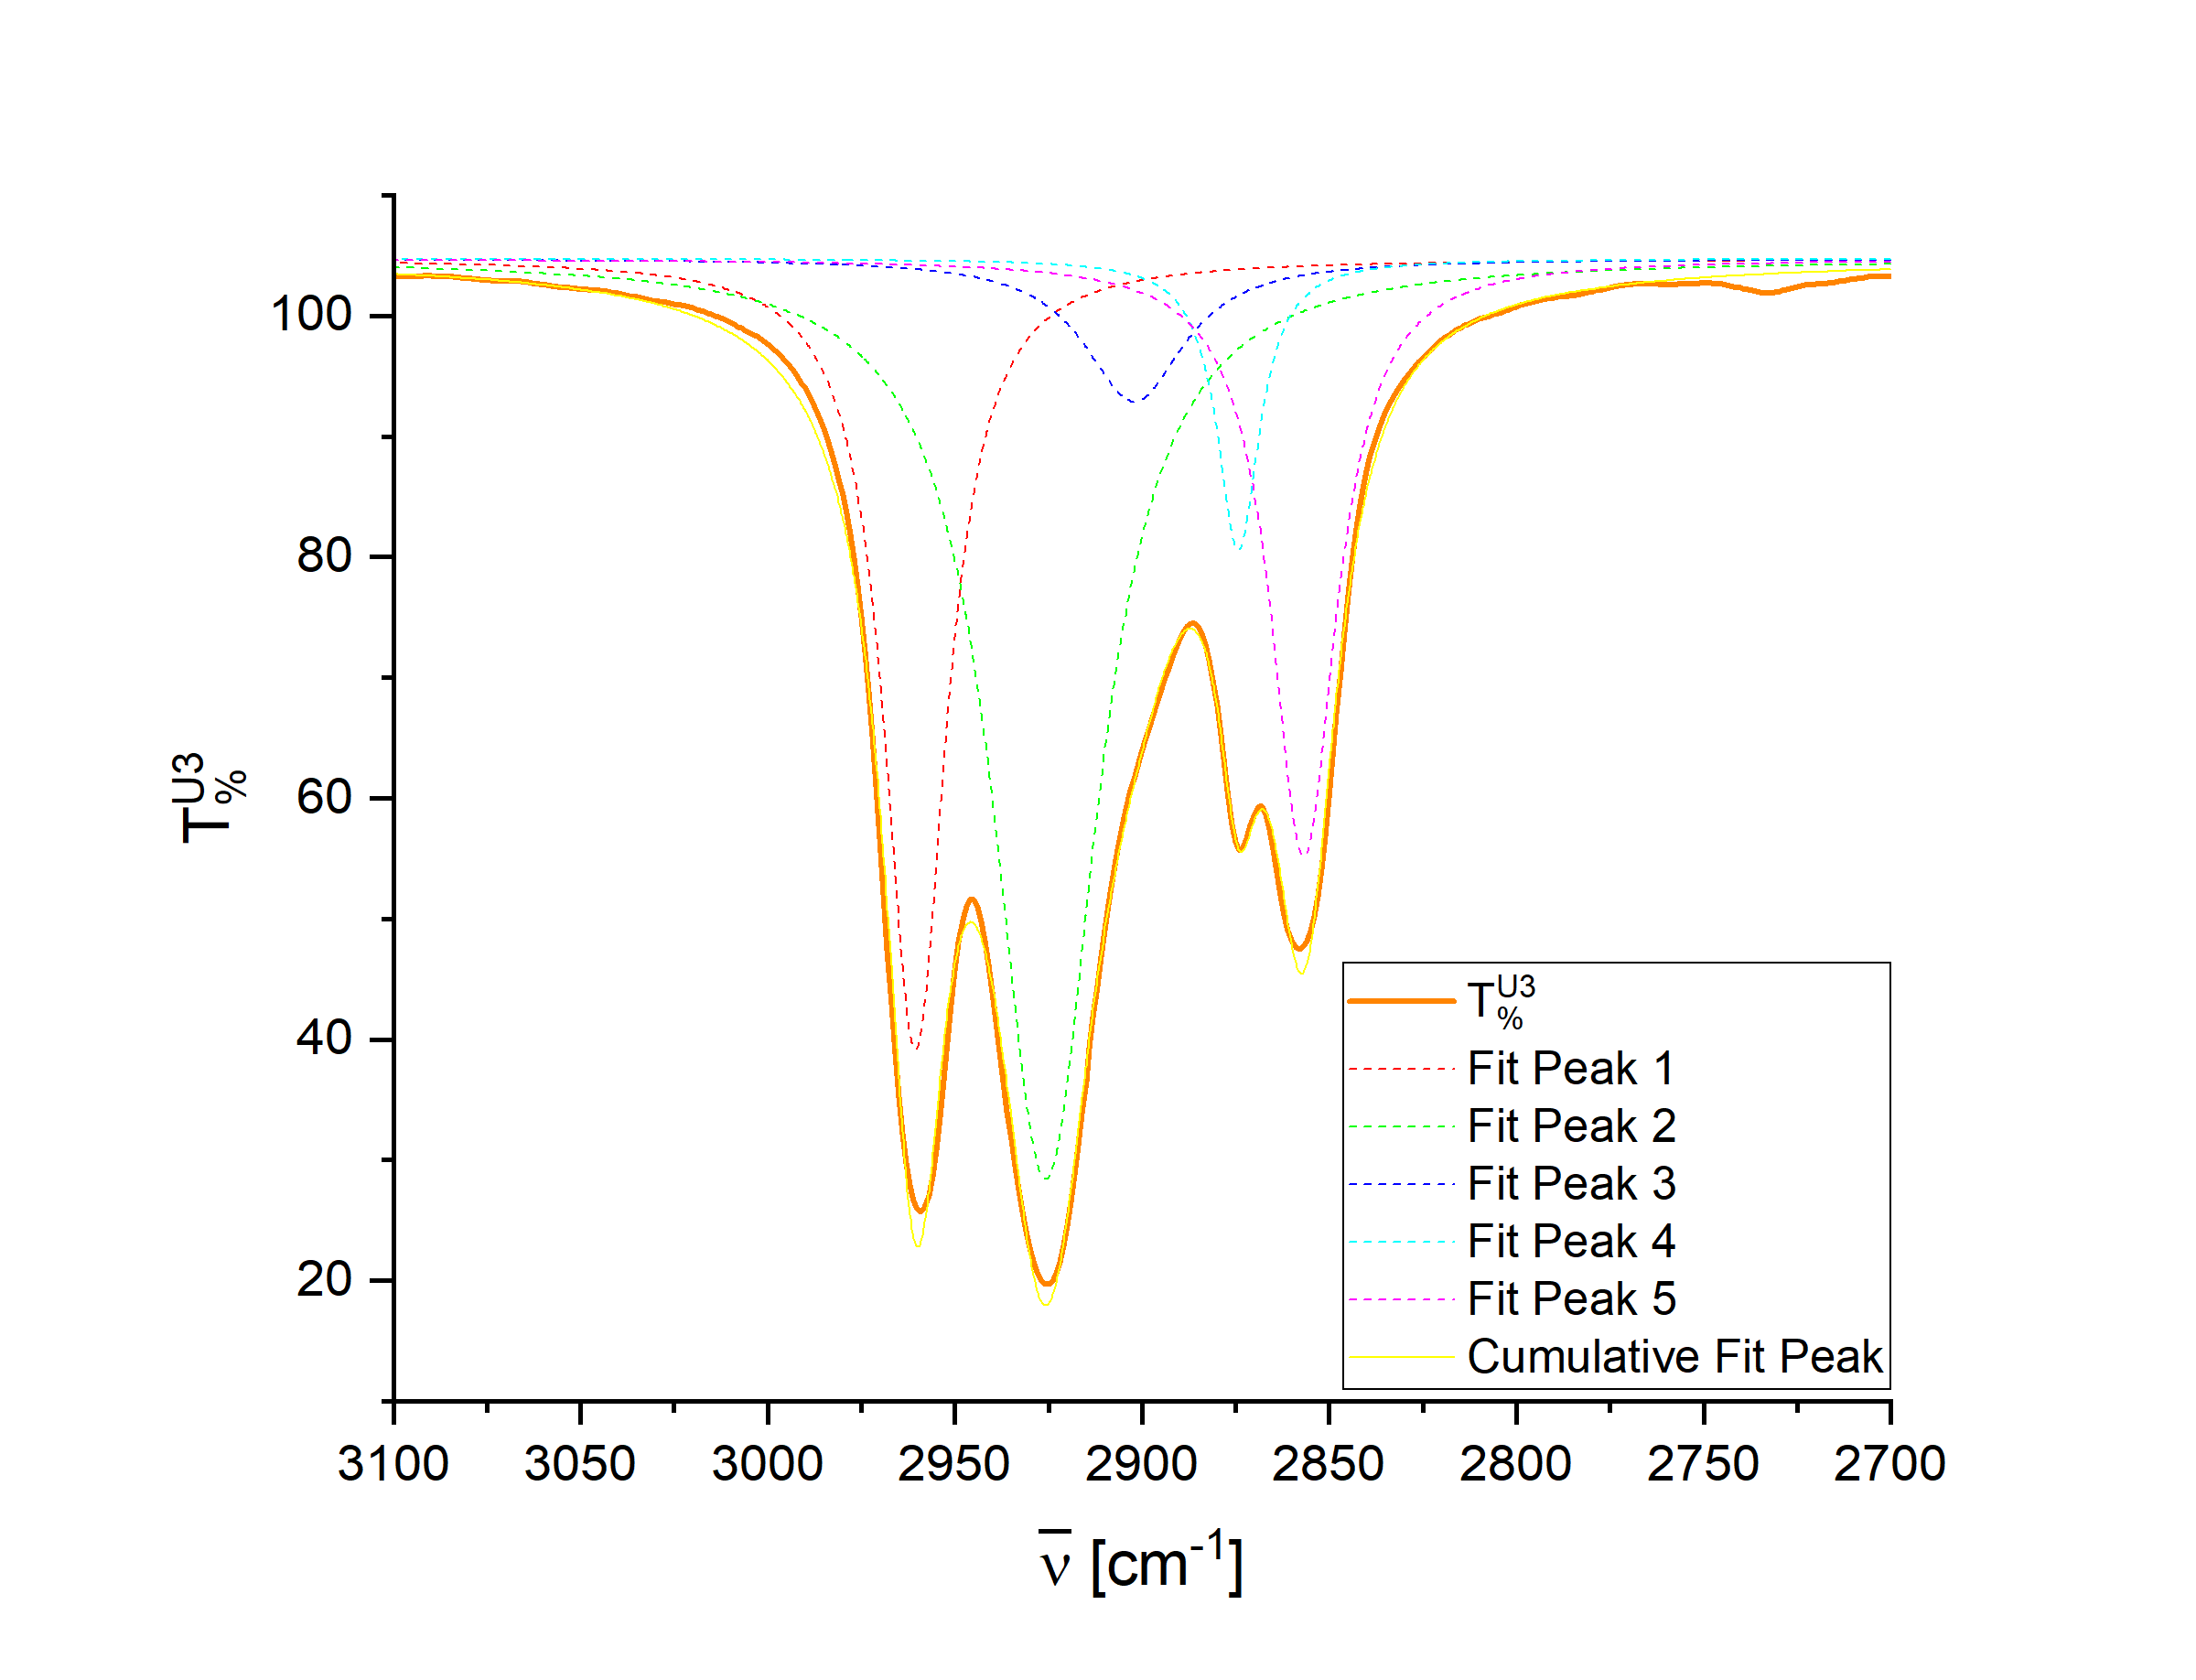 100
80
60
40
20
T%^U3
3100 3050 3000 2950 2900 2850 2800 2750 2700
ν̅ [cm⁻¹]
T%^U3
Fit Peak 1
Fit Peak 2
Fit Peak 3
Fit Peak 4
Fit Peak 5
Cumulative Fit Peak